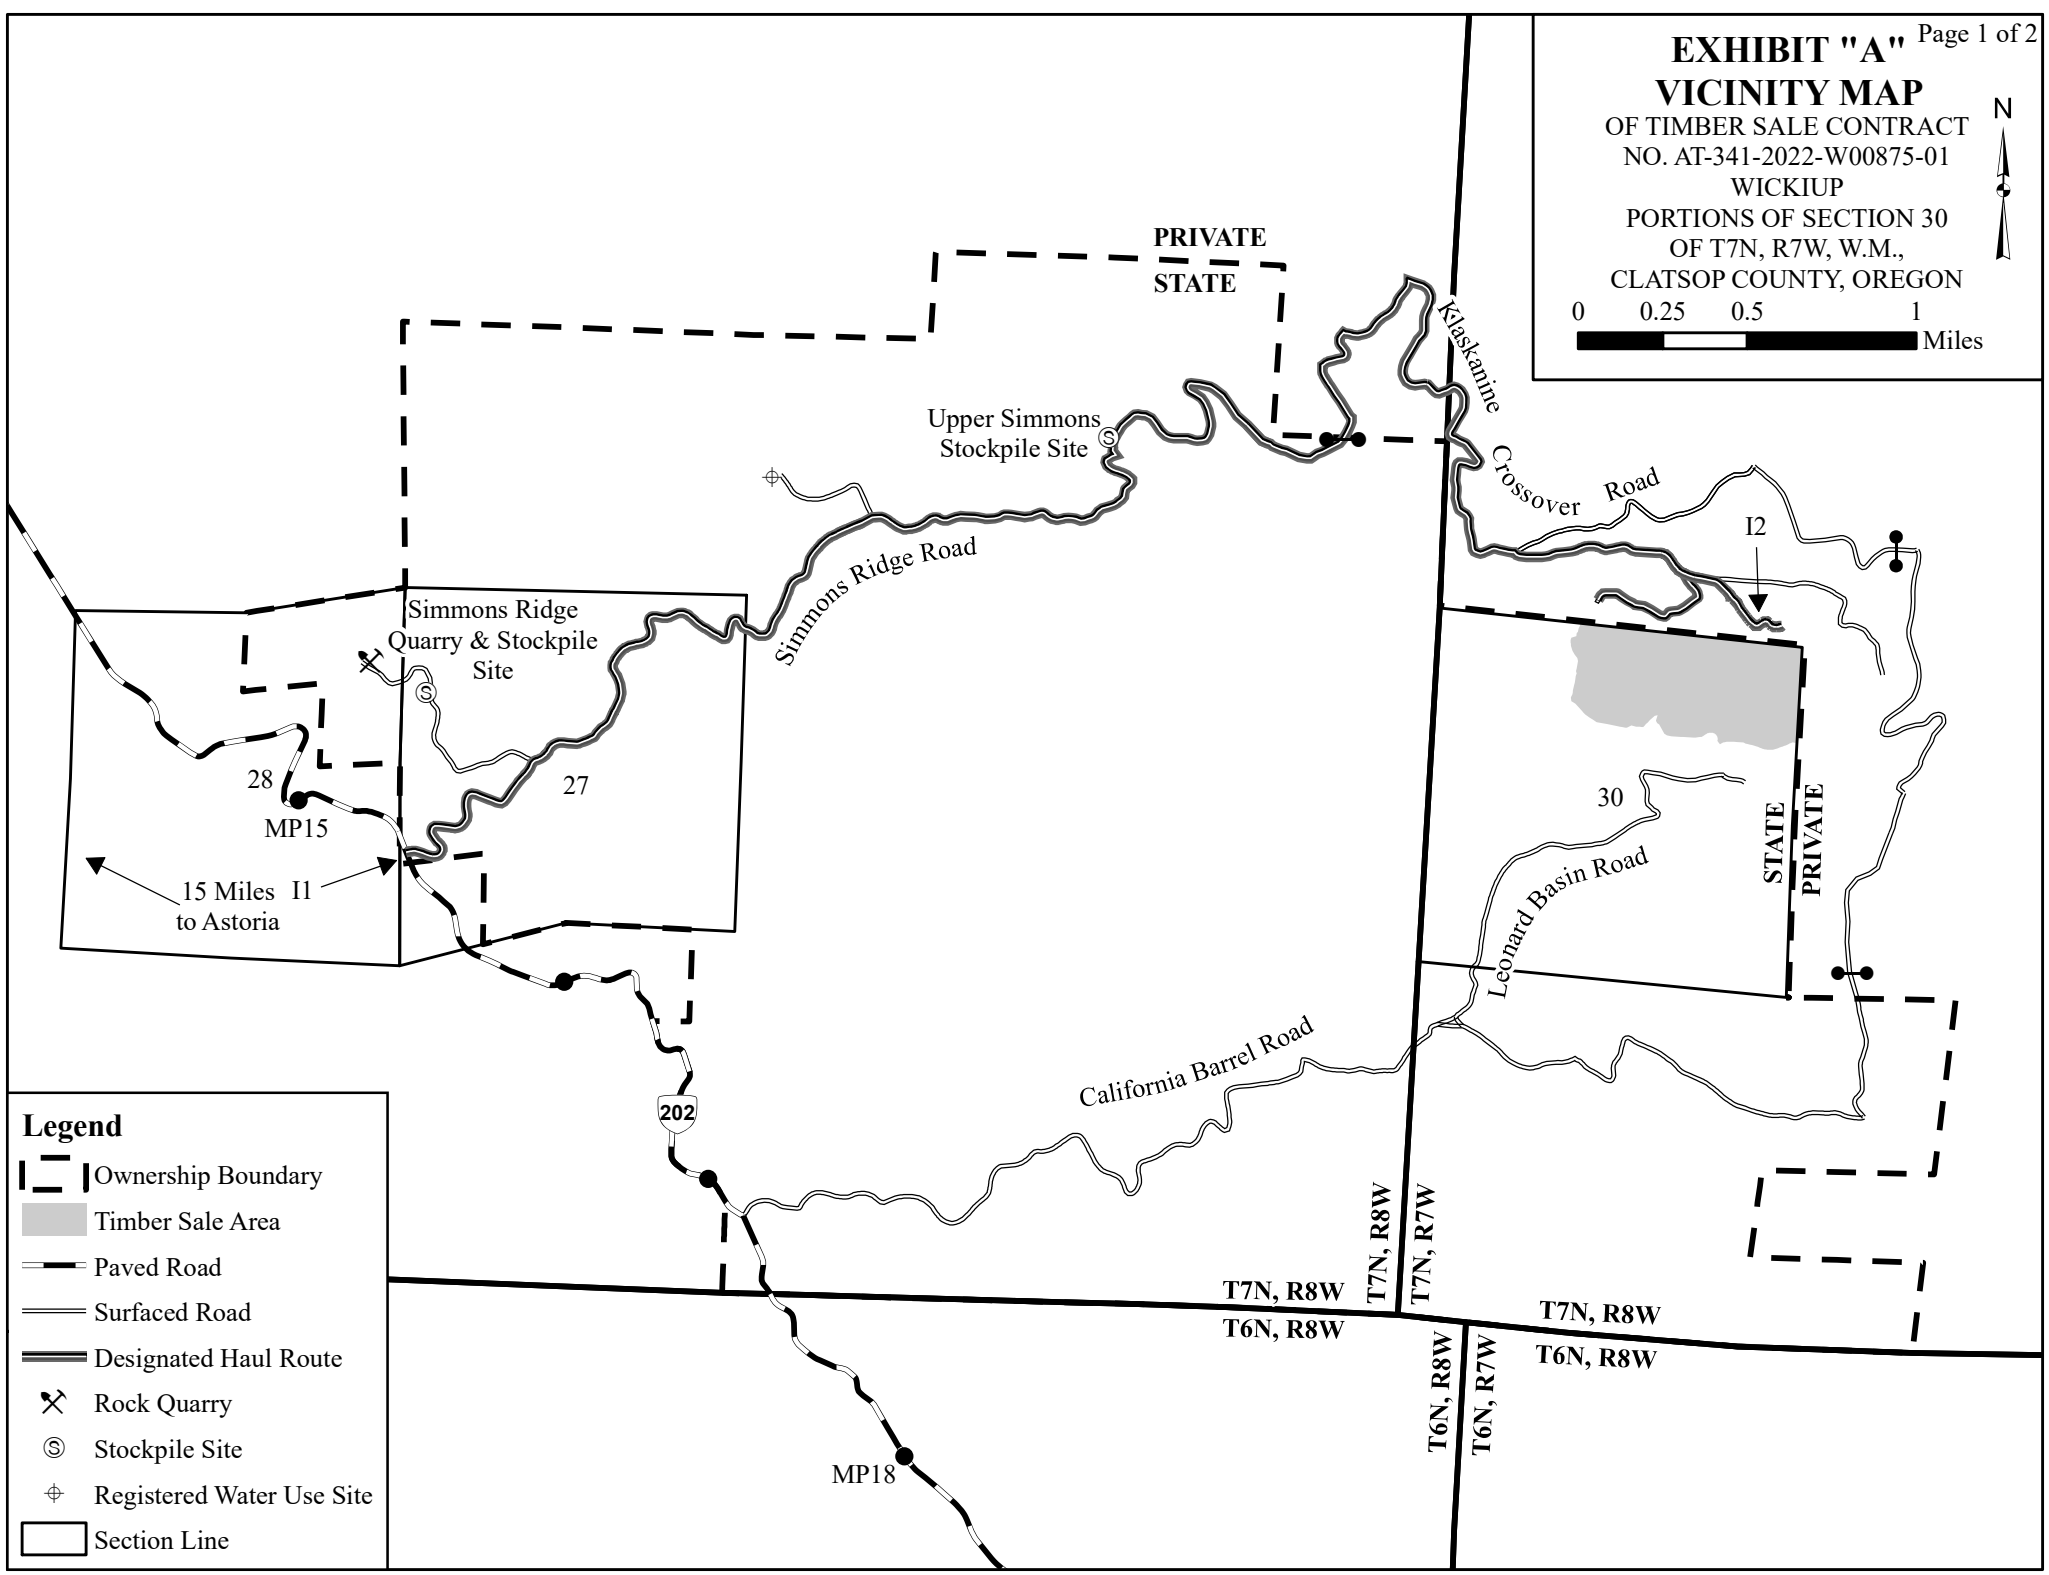 Page 1 of 2
EXHIBIT "A"
VICINITY MAP
OF TIMBER SALE CONTRACT
NO. AT-341-2022-W00875-01
WICKIUP
PORTIONS OF SECTION 30
OF T7N, R7W, W.M.,
CLATSOP COUNTY, OREGON
N
0 0.25 0.5 1
Miles
PRIVATE
STATE
Klaskanine
Crossover
Road
Upper Simmons
Stockpile Site
S
I2
Simmons Ridge Road
Simmons Ridge
Quarry & Stockpile
Site
S
28
27
MP15
15 Miles
to Astoria
I1
30
STATE
PRIVATE
Leonard Basin Road
California Barrel Road
202
T7N, R8W
T7N, R7W
T7N, R8W
T6N, R8W
T7N, R8W
T6N, R8W
T6N, R8W
T6N, R7W
MP18
Legend
Ownership Boundary
Timber Sale Area
Paved Road
Surfaced Road
Designated Haul Route
Rock Quarry
S Stockpile Site
Registered Water Use Site
Section Line